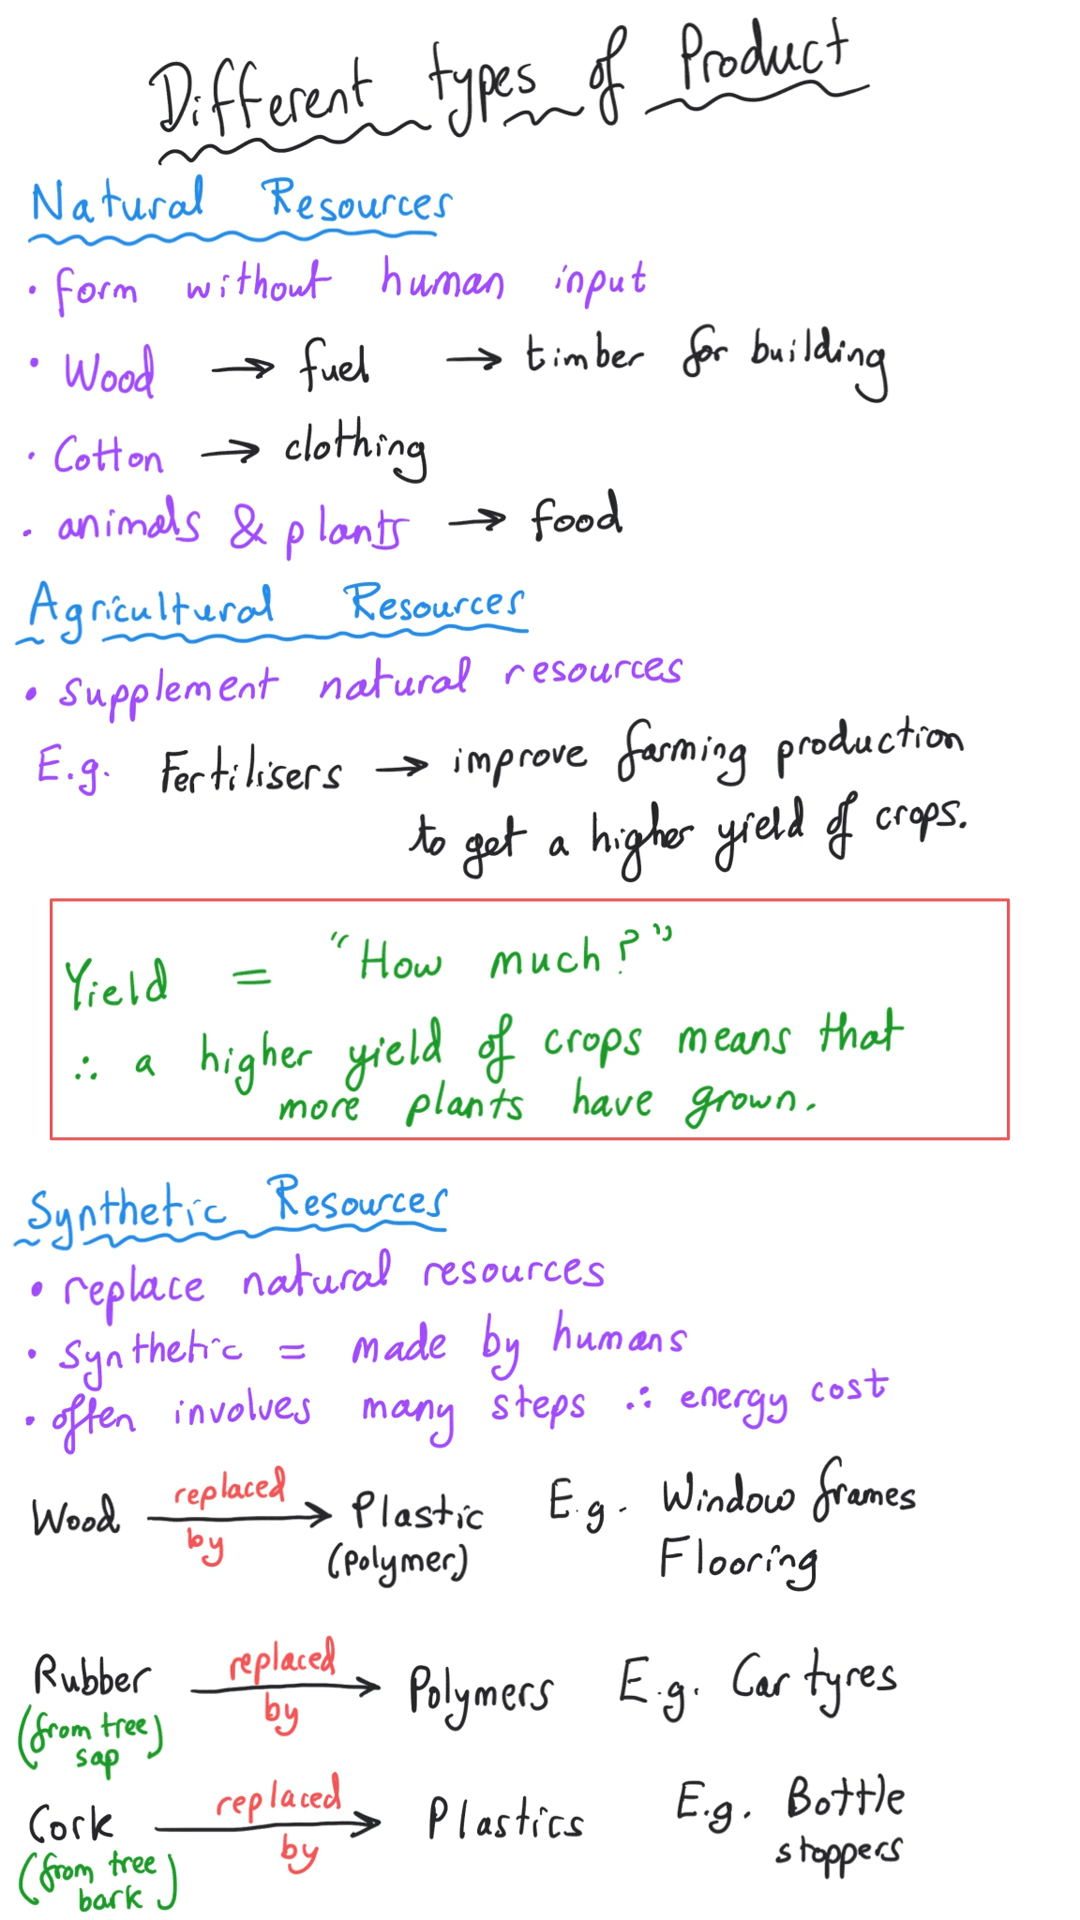 Different types of Product
Natural Resources
• form without human input
• Wood → fuel → timber for building
• Cotton → clothing
• animals & plants → food
Agricultural Resources
• supplement natural resources
E.g. Fertilisers → improve farming production
to get a higher yield of crops.
Yield = "How much?"
∴ a higher yield of crops means that
more plants have grown.
Synthetic Resources
• replace natural resources
• synthetic = made by humans
• often involves many steps ∴ energy cost
Wood replaced by → Plastic E.g. Window frames
(polymer) Flooring
Rubber replaced by → Polymers E.g. Car tyres
(from tree
sap)
Cork replaced by → Plastics E.g. Bottle
stoppers
(from tree
bark)